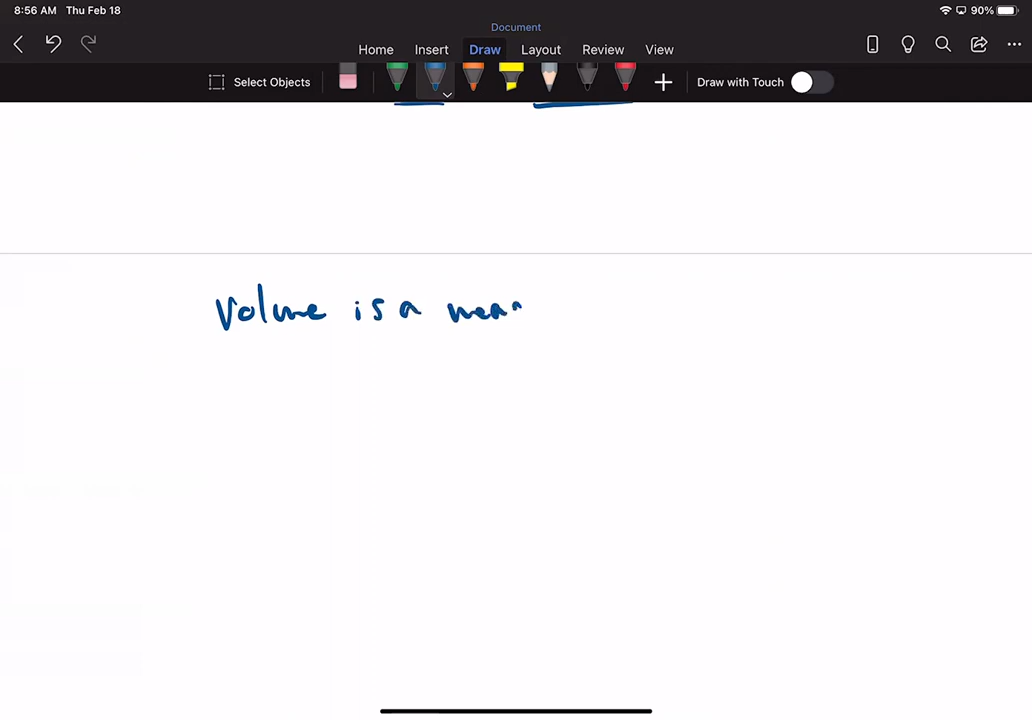 8:56 AM Thu Feb 18 90%
Document
Home Insert Draw Layout Review View
Select Objects Draw with Touch
Volume is a mea